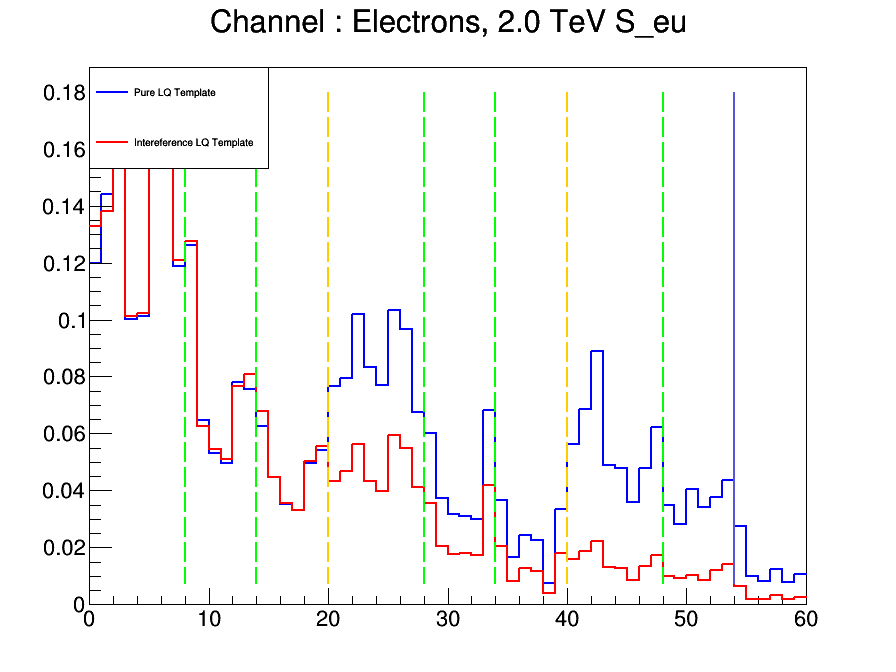 Channel : Electrons, 2.0 TeV S_eu
Pure LQ Template
Intereference LQ Template
0.18
0.16
0.14
0.12
0.1
0.08
0.06
0.04
0.02
0
0 10 20 30 40 50 60